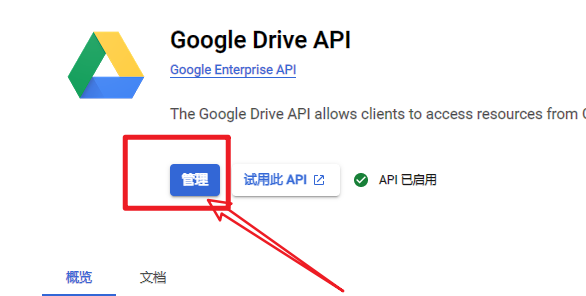 Google Drive API
Google Enterprise API
The Google Drive API allows clients to access resources from
管理 试用此 API API 已启用
概览 文档